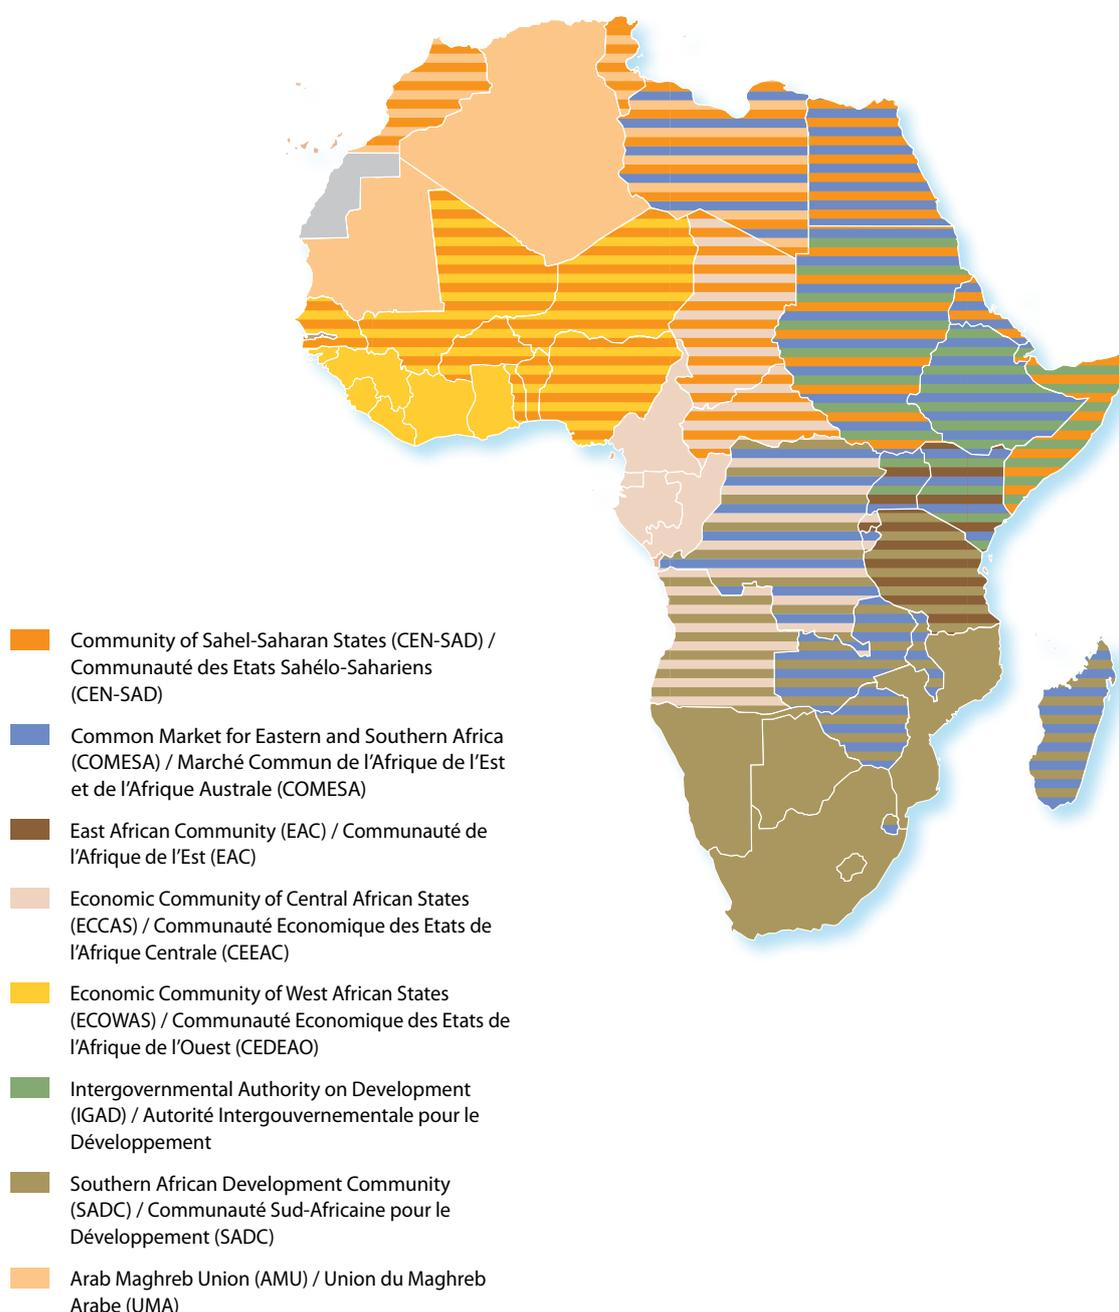 Community of Sahel-Saharan States (CEN-SAD) /
Communauté des Etats Sahélo-Sahariens
(CEN-SAD)
Common Market for Eastern and Southern Africa
(COMESA) / Marché Commun de l'Afrique de l'Est
et de l'Afrique Australe (COMESA)
East African Community (EAC) / Communauté de
l'Afrique de l'Est (EAC)
Economic Community of Central African States
(ECCAS) / Communauté Economique des Etats de
l'Afrique Centrale (CEEAC)
Economic Community of West African States
(ECOWAS) / Communauté Economique des Etats de
l'Afrique de l'Ouest (CEDEAO)
Intergovernmental Authority on Development
(IGAD) / Autorité Intergouvernementale pour le
Développement
Southern African Development Community
(SADC) / Communauté Sud-Africaine pour le
Développement (SADC)
Arab Maghreb Union (AMU) / Union du Maghreb
Arabe (UMA)